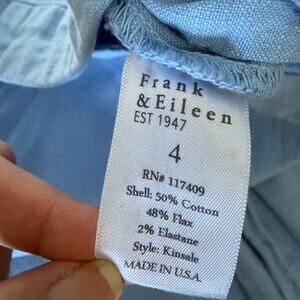 Frank
& Eileen
EST 1947
4
RN# 117409
Shell: 50% Cotton
48% Flax
2% Elastane
Style: Kinsale
MADE IN U.S.A.